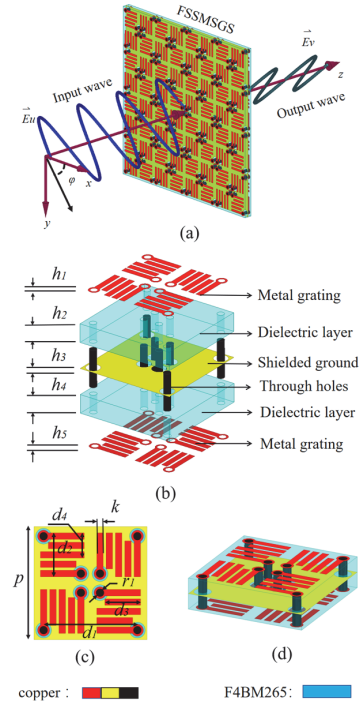 FSSMSGS
Eu
Input wave
Ev
z
Output wave
x
φ
y
(a)
h1
Metal grating
h2
Dielectric layer
h3
Shielded ground
Through holes
h4
Dielectric layer
h5
Metal grating
(b)
d4
k
d2
p
r1
d3
d1
(c)
(d)
copper :
F4BM265: